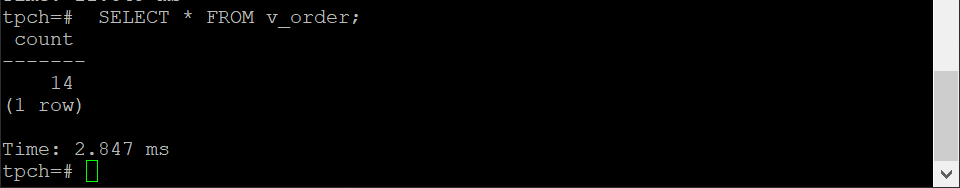 tpch=#  SELECT * FROM v_order;
 count
-------
    14
(1 row)

Time: 2.847 ms
tpch=#